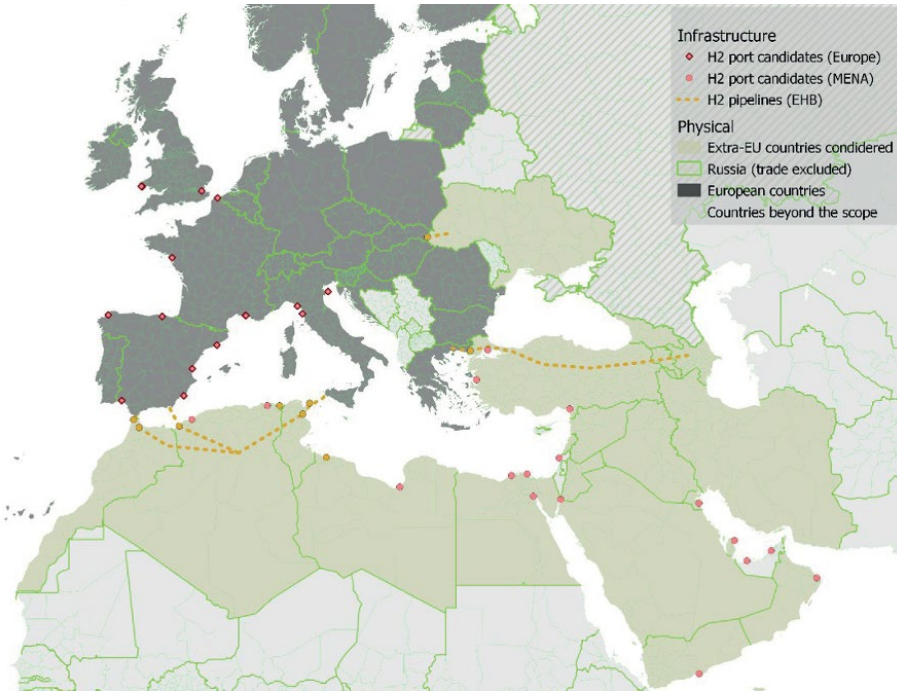 Infrastructure
H2 port candidates (Europe)
H2 port candidates (MENA)
H2 pipelines (EHB)
Physical
Extra-EU countries condidered
Russia (trade excluded)
European countries
Countries beyond the scope